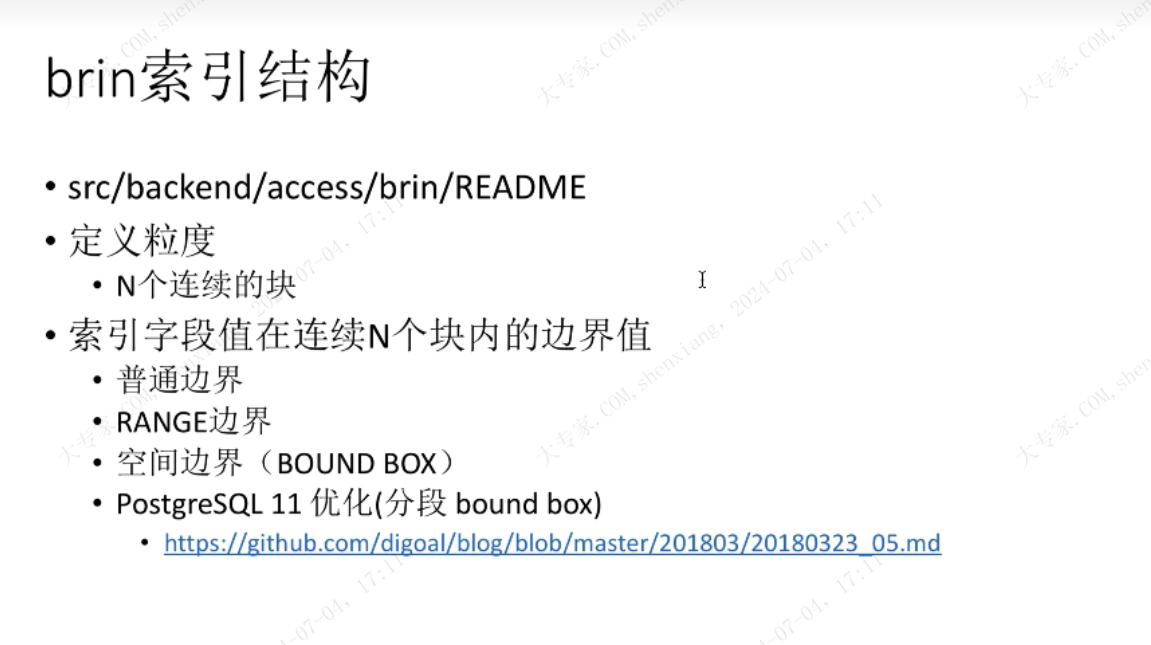 brin索引结构
• src/backend/access/brin/README
• 定义粒度
• N个连续的块
• 索引字段值在连续N个块内的边界值
• 普通边界
• RANGE边界
• 空间边界（BOUND BOX）
• PostgreSQL 11 优化(分段 bound box)
• https://github.com/digoal/blog/blob/master/201803/20180323_05.md
大专家.COM,shenxiang, 2024-07-04, 17:11